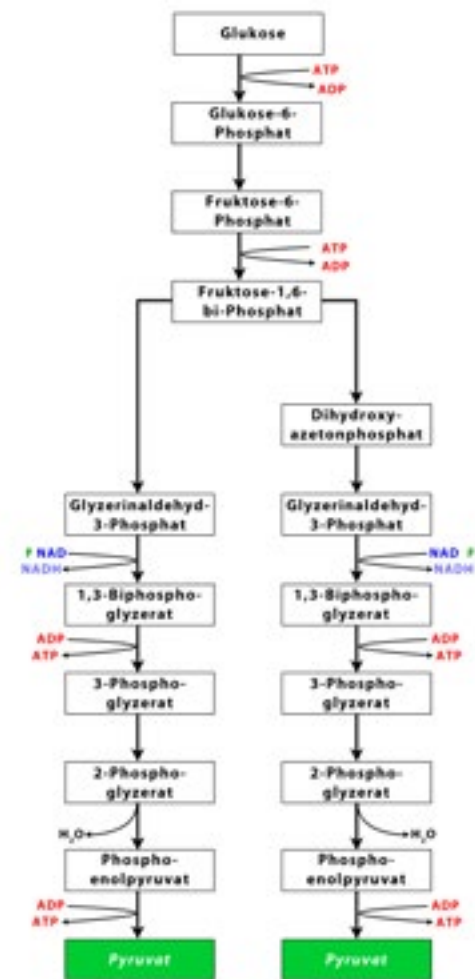 Glukose
ATP
ADP
Glukose-6-
Phosphat
Fruktose-6-
Phosphat
ATP
ADP
Fruktose-1,6-
bi-Phosphat
Dihydroxy-
azetonphosphat
Glyzerinaldehyd-
3-Phosphat
Glyzerinaldehyd-
3-Phosphat
P NAD
NADH
NAD P
NADH
1,3-Biphospho-
glyzerat
1,3-Biphospho-
glyzerat
ADP
ATP
ADP
ATP
3-Phospho-
glyzerat
3-Phospho-
glyzerat
2-Phospho-
glyzerat
2-Phospho-
glyzerat
H₂O
H₂O
Phospho-
enolpyruvat
Phospho-
enolpyruvat
ADP
ATP
ADP
ATP
Pyruvat
Pyruvat